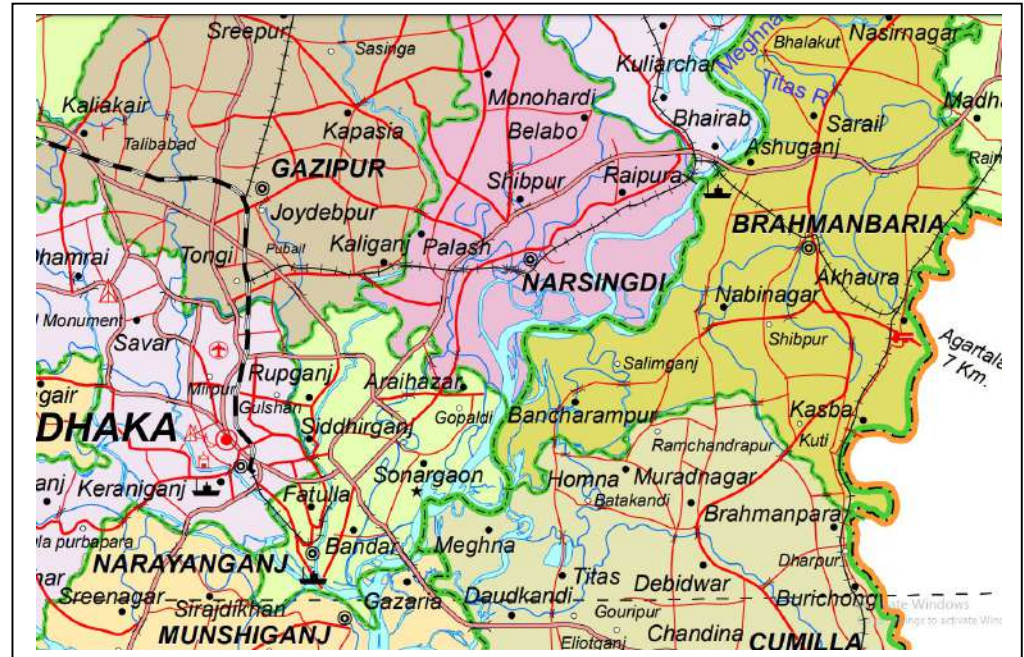 Sreepur
Sasinga
Nasirnagar
Bhalakut
Meghna
Kuliarchar
Titas R
Monohardi
Kaliakair
Kapasia
Belabo
Bhairab
Sarail
Talibabad
Ashuganj
GAZIPUR
Shibpur
Raipura
Joydebpur
BRAHMANBARIA
Dhamrai
Tongi
Pubail
Kaliganj
Palash
NARSINGDI
Akhaura
Nabinagar
Monument
Savar
Shibpur
Agartala
7 Km.
Rupganj
Salimganj
Mirpur
Gulshan
Araihazar
Gopaldi
Bancharampur
Kasba
DHAKA
Siddhirganj
Ramchandrapur
Kuti
Sonargaon
Homna
Muradnagar
Keraniganj
Fatulla
Batakandi
Brahmanpara
Bandar
Meghna
NARAYANGANJ
Dharpur
Titas
Debidwar
Sreenagar
Sirajdikhan
Gazaria
Daudkandi
Gouripur
Burichong
MUNSHIGANJ
Eliotganj
Chandina
CUMILLA